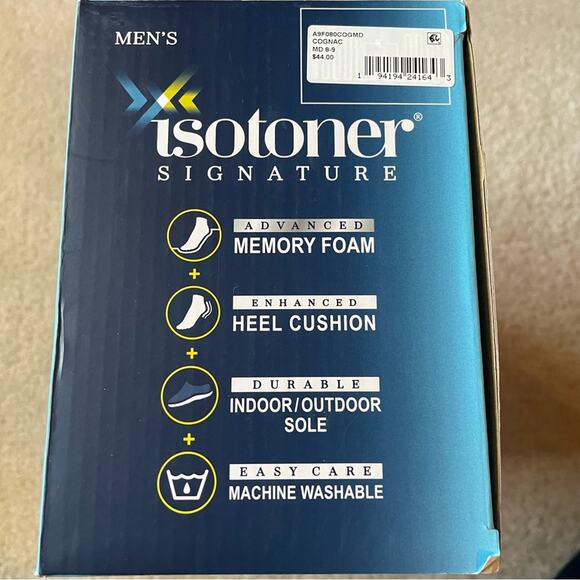 MEN'S
A9F080COGMD
COGNAC
MD 8-9
$44.00
1 94194 24164 3
isotoner®
SIGNATURE
ADVANCED
MEMORY FOAM
+
ENHANCED
HEEL CUSHION
+
DURABLE
INDOOR/OUTDOOR
SOLE
+
EASY CARE
MACHINE WASHABLE